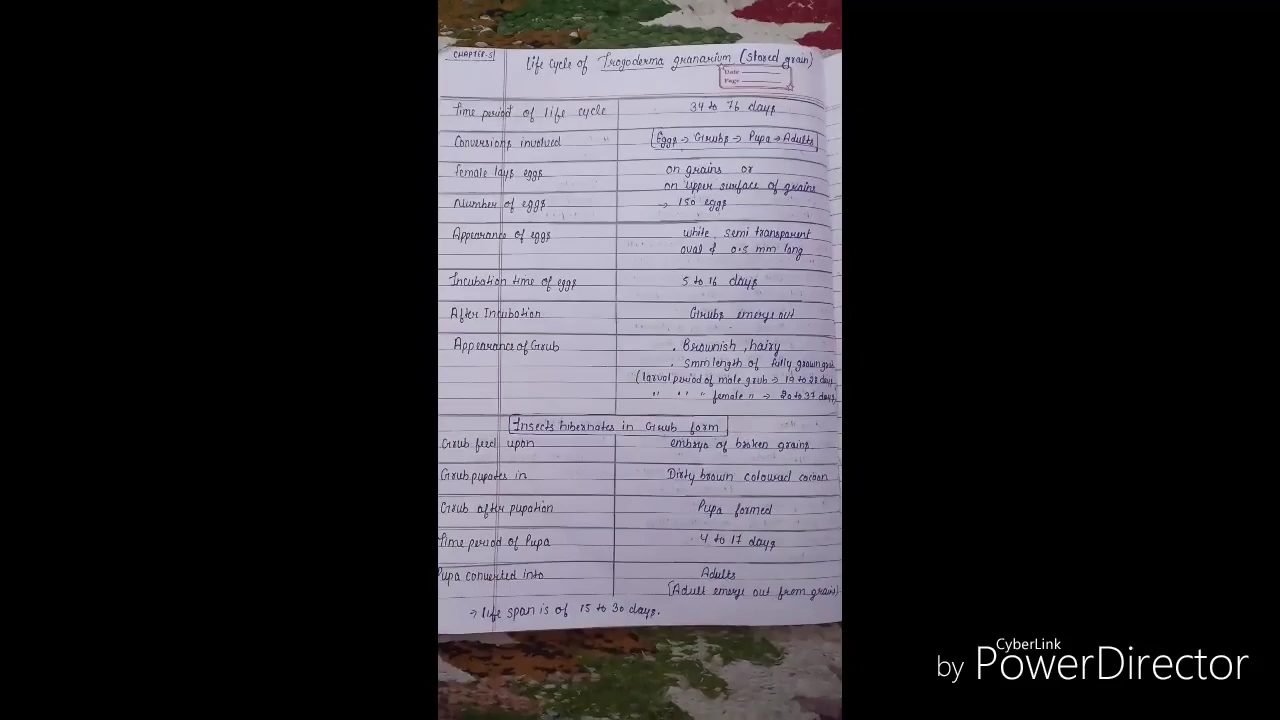 CHAPTER-5
Life Cycle of Trogoderma granarium (Stored grain)
Date
Page
Time period of life cycle 34 to 76 days
Conversions involved Eggs → Grubs → Pupa → Adults
Female lays eggs on grains or
on upper surface of grains
Number of eggs → 150 eggs
Appearance of eggs white, semi transparent
oval & 0.5 mm long
Incubation time of eggs 5 to 16 days
After Incubation Grubs emerge out
Appearance of Grub . Brownish, hairy
. 5mm length of fully grown
(larval period of male grub → 19 to 22 days
" " " female " → 20 to 37 days
Insects hibernates in Grub form
Grub feed upon embryo of broken grains
Grub pupates in Dirty brown coloured cocoon
Grub after pupation Pupa formed
Time period of Pupa 4 to 17 days
Pupa converted into Adults
(Adult emerge out from grains)
→ life span is of 15 to 30 days.
CyberLink
by PowerDirector